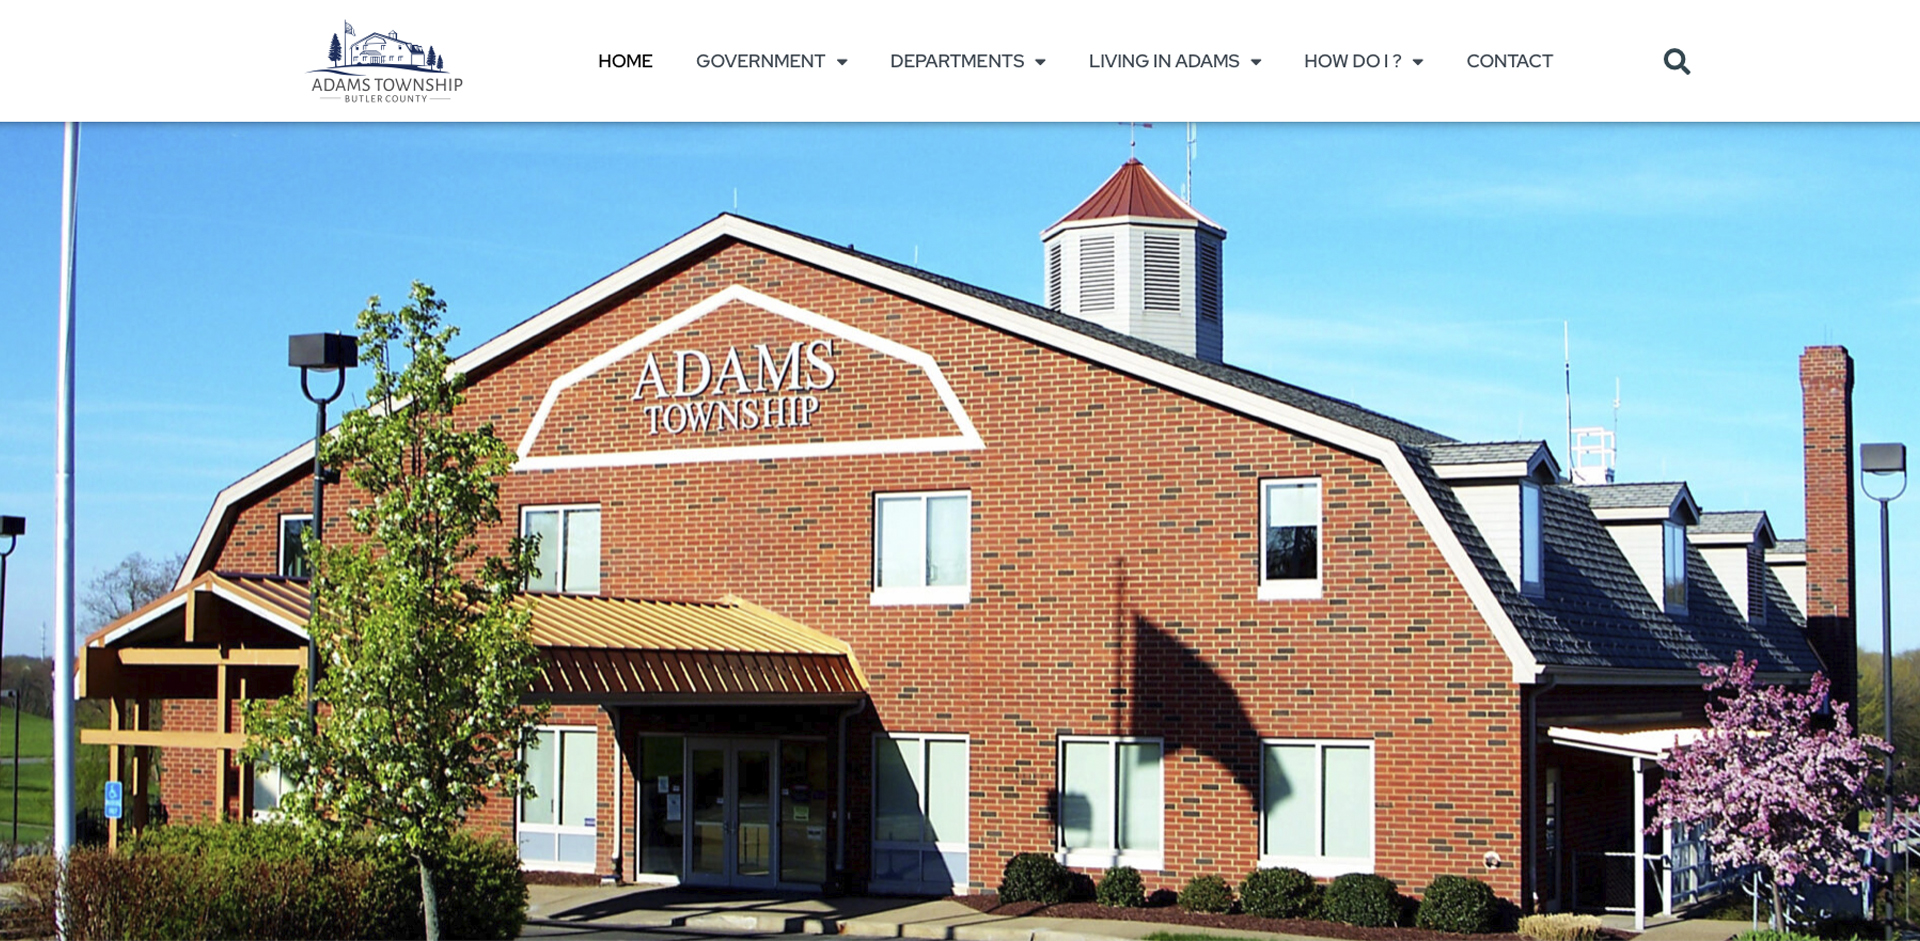 ADAMS TOWNSHIP
BUTLER COUNTY
HOME
GOVERNMENT
DEPARTMENTS
LIVING IN ADAMS
HOW DO I ?
CONTACT
ADAMS
TOWNSHIP